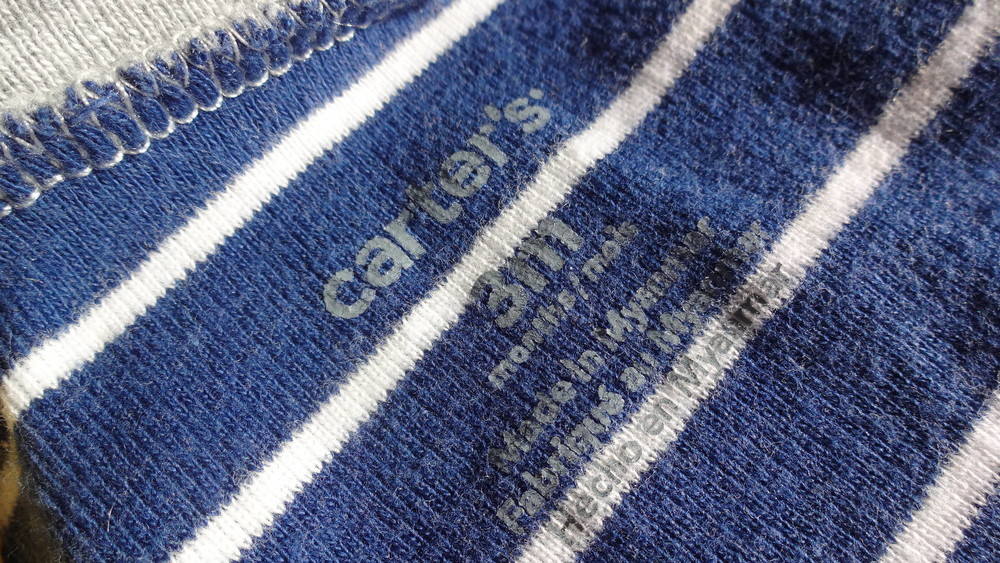 carter's
3m
months / mois
Made in Myanmar
Fabriqué au Myanmar
Hecho en Myanmar